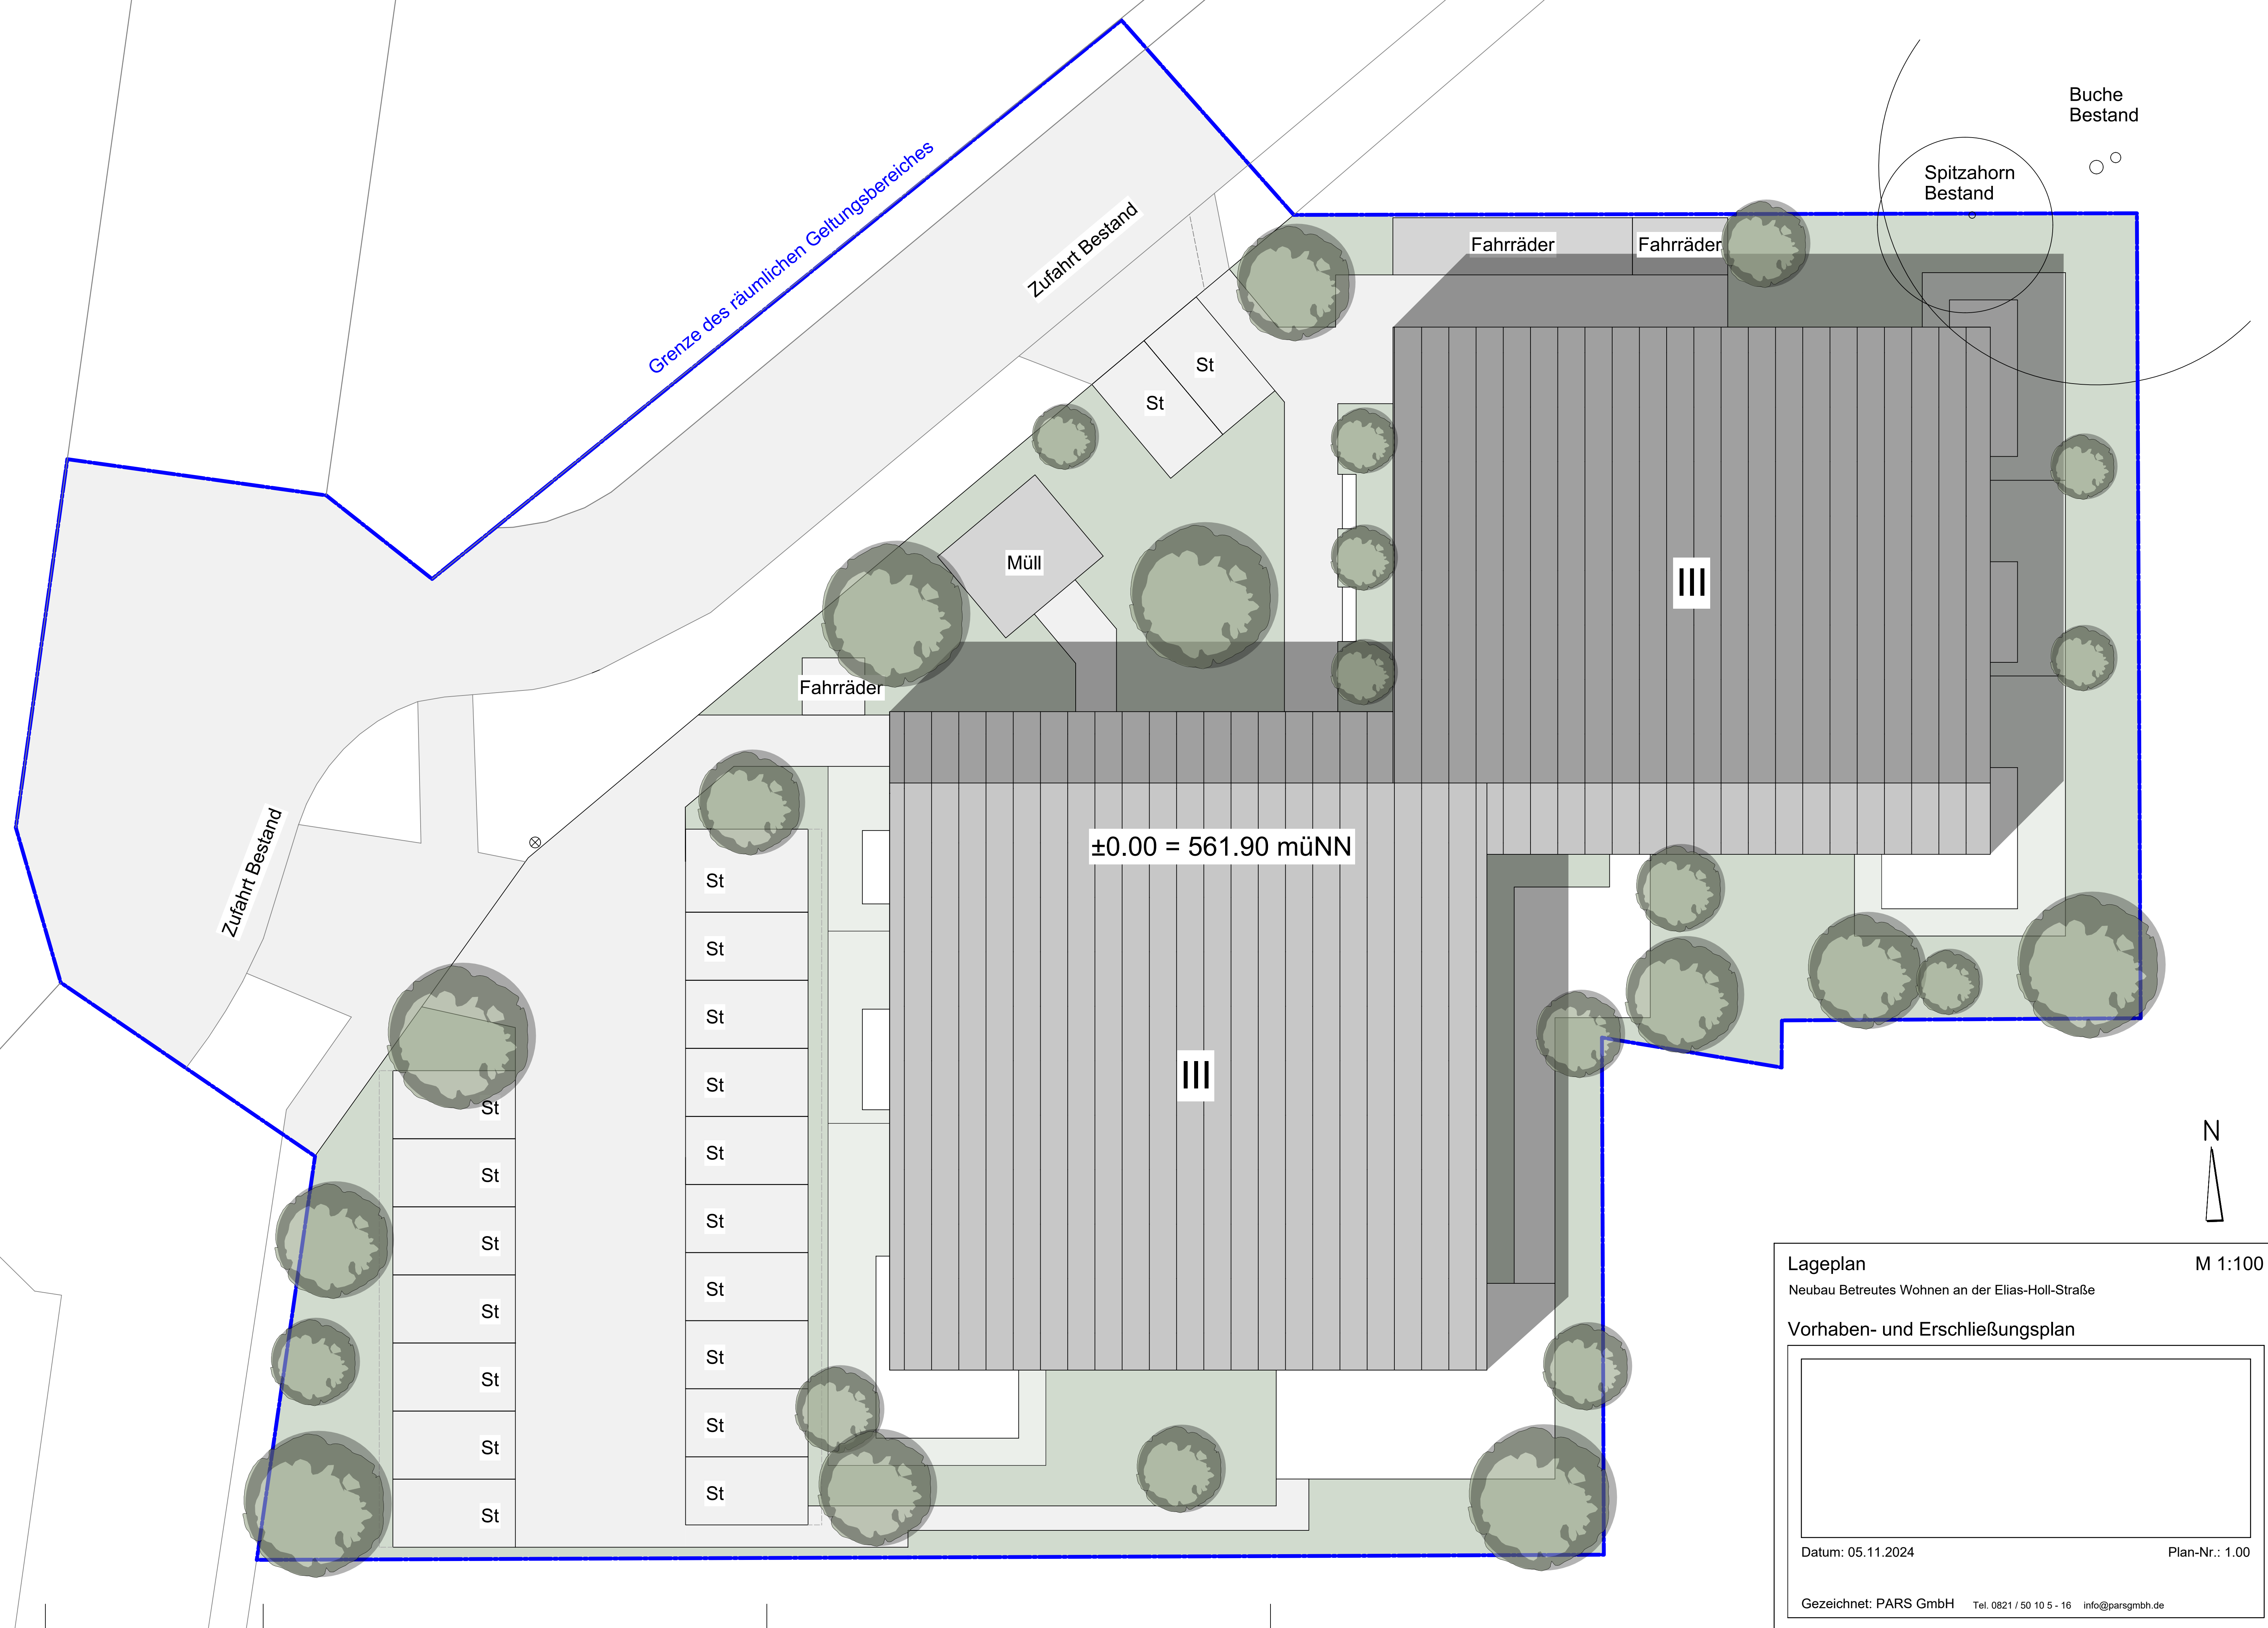 Buche
Bestand
Spitzahorn
Bestand
Grenze des räumlichen Geltungsbereiches
Zufahrt Bestand
Fahrräder
Fahrräder
St
St
Müll
III
Fahrräder
±0.00 = 561.90 müNN
Zufahrt Bestand
St
St
St
St
St
St
St
St
St
St
III
St
St
St
St
St
St
St
N
Lageplan M 1:100
Neubau Betreutes Wohnen an der Elias-Holl-Straße
Vorhaben- und Erschließungsplan
Datum: 05.11.2024 Plan-Nr.: 1.00
Gezeichnet: PARS GmbH Tel. 0821 / 50 10 5 - 16 info@parsgmbh.de